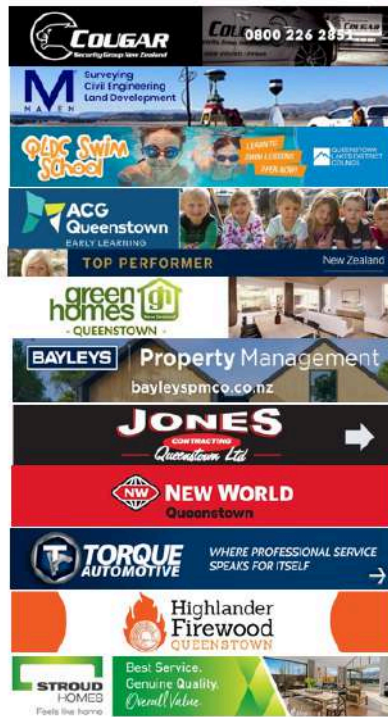 COUGAR
Security Group New Zealand
0800 226 2851
MAVEN
Surveying
Civil Engineering
Land Development
QLDC Swim School
LEARN TO
SWIM LESSONS
QUEENSTOWN
LAKES DISTRICT
COUNCIL
ACG
Queenstown
EARLY LEARNING
TOP PERFORMER
New Zealand
green homes
gh
New Zealand
- QUEENSTOWN -
BAYLEYS
Property Management
bayleyspmco.co.nz
JONES
CONTRACTING
Queenstown Ltd
NW
NEW WORLD
Queenstown
TORQUE
AUTOMOTIVE
WHERE PROFESSIONAL SERVICE
SPEAKS FOR ITSELF
Highlander
Firewood
QUEENSTOWN
STROUD
HOMES
Feels like home
Best Service.
Genuine Quality.
Overall Value.